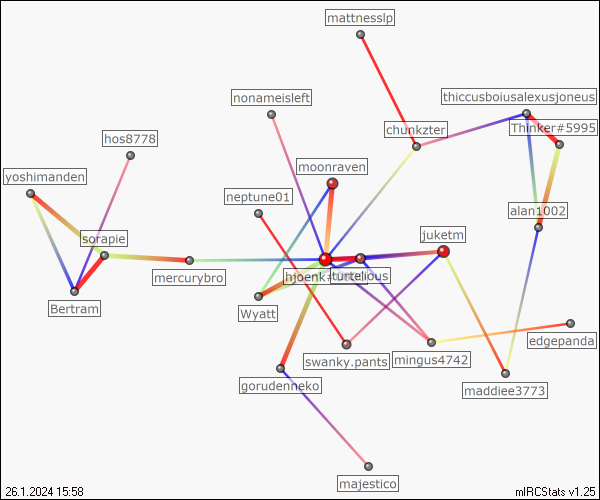 mattnesslp
nonameisleft
thiccusboiusalexusjoneus
chunkzter
Thinker#5995
hos8778
moonraven
yoshimanden
neptune01
alan1002
sorapie
juketm
mercurybro
hjoenk#
turtelious
Bertram
Wyatt
edgepanda
swanky.pants
mingus4742
gorudenneko
maddiee3773
majestico
26.1.2024 15:58
mIRCStats v1.25